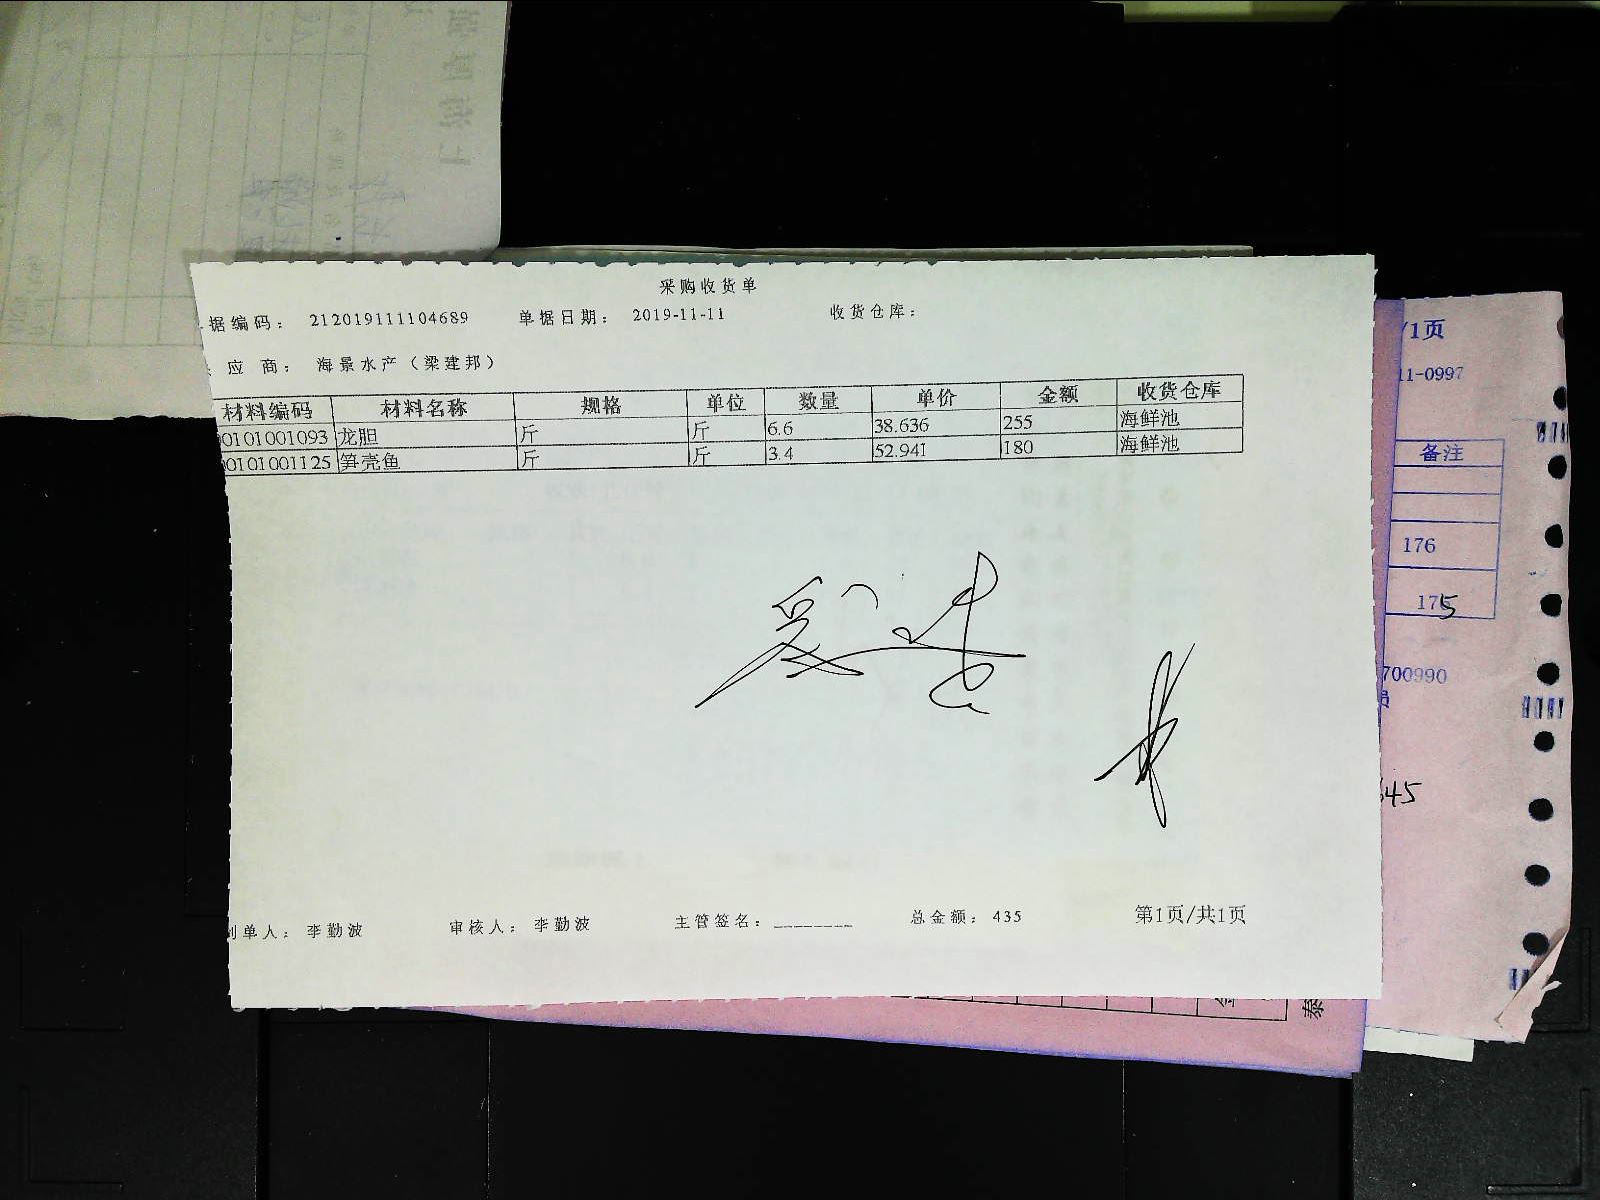 采购收货单
据编码： 212019111104689 单据日期： 2019-11-11 收货仓库：
应 商： 海景水产（梁建邦）
材料编码 材料名称 规格 单位 数量 单价 金额 收货仓库
00101001093 龙胆 斤 斤 6.6 38.636 255 海鲜池
00101001125 笋壳鱼 斤 斤 3.4 52.941 180 海鲜池
制单人： 李勤波 审核人： 李勤波 主管签名：________ 总金额： 435 第1页/共1页
/1页
11-0997
备注
176
175
700990
员
645
金
泰